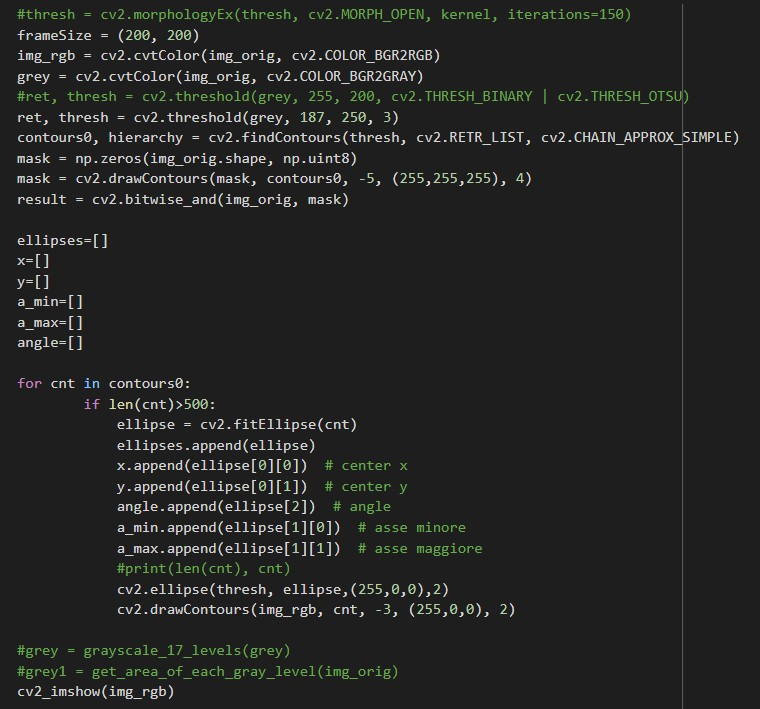 #thresh = cv2.morphologyEx(thresh, cv2.MORPH_OPEN, kernel, iterations=150)
frameSize = (200, 200)
img_rgb = cv2.cvtColor(img_orig, cv2.COLOR_BGR2RGB)
grey = cv2.cvtColor(img_orig, cv2.COLOR_BGR2GRAY)
#ret, thresh = cv2.threshold(grey, 255, 200, cv2.THRESH_BINARY | cv2.THRESH_OTSU)
ret, thresh = cv2.threshold(grey, 187, 250, 3)
contours0, hierarchy = cv2.findContours(thresh, cv2.RETR_LIST, cv2.CHAIN_APPROX_SIMPLE)
mask = np.zeros(img_orig.shape, np.uint8)
mask = cv2.drawContours(mask, contours0, -5, (255,255,255), 4)
result = cv2.bitwise_and(img_orig, mask)

ellipses=[]
x=[]
y=[]
a_min=[]
a_max=[]
angle=[]

for cnt in contours0:
        if len(cnt)>500:
            ellipse = cv2.fitEllipse(cnt)
            ellipses.append(ellipse)
            x.append(ellipse[0][0])  # center x
            y.append(ellipse[0][1])  # center y
            angle.append(ellipse[2])  # angle
            a_min.append(ellipse[1][0])  # asse minore
            a_max.append(ellipse[1][1])  # asse maggiore
            #print(len(cnt), cnt)
            cv2.ellipse(thresh, ellipse,(255,0,0),2)
            cv2.drawContours(img_rgb, cnt, -3, (255,0,0), 2)

#grey = grayscale_17_levels(grey)
#grey1 = get_area_of_each_gray_level(img_orig)
cv2_imshow(img_rgb)